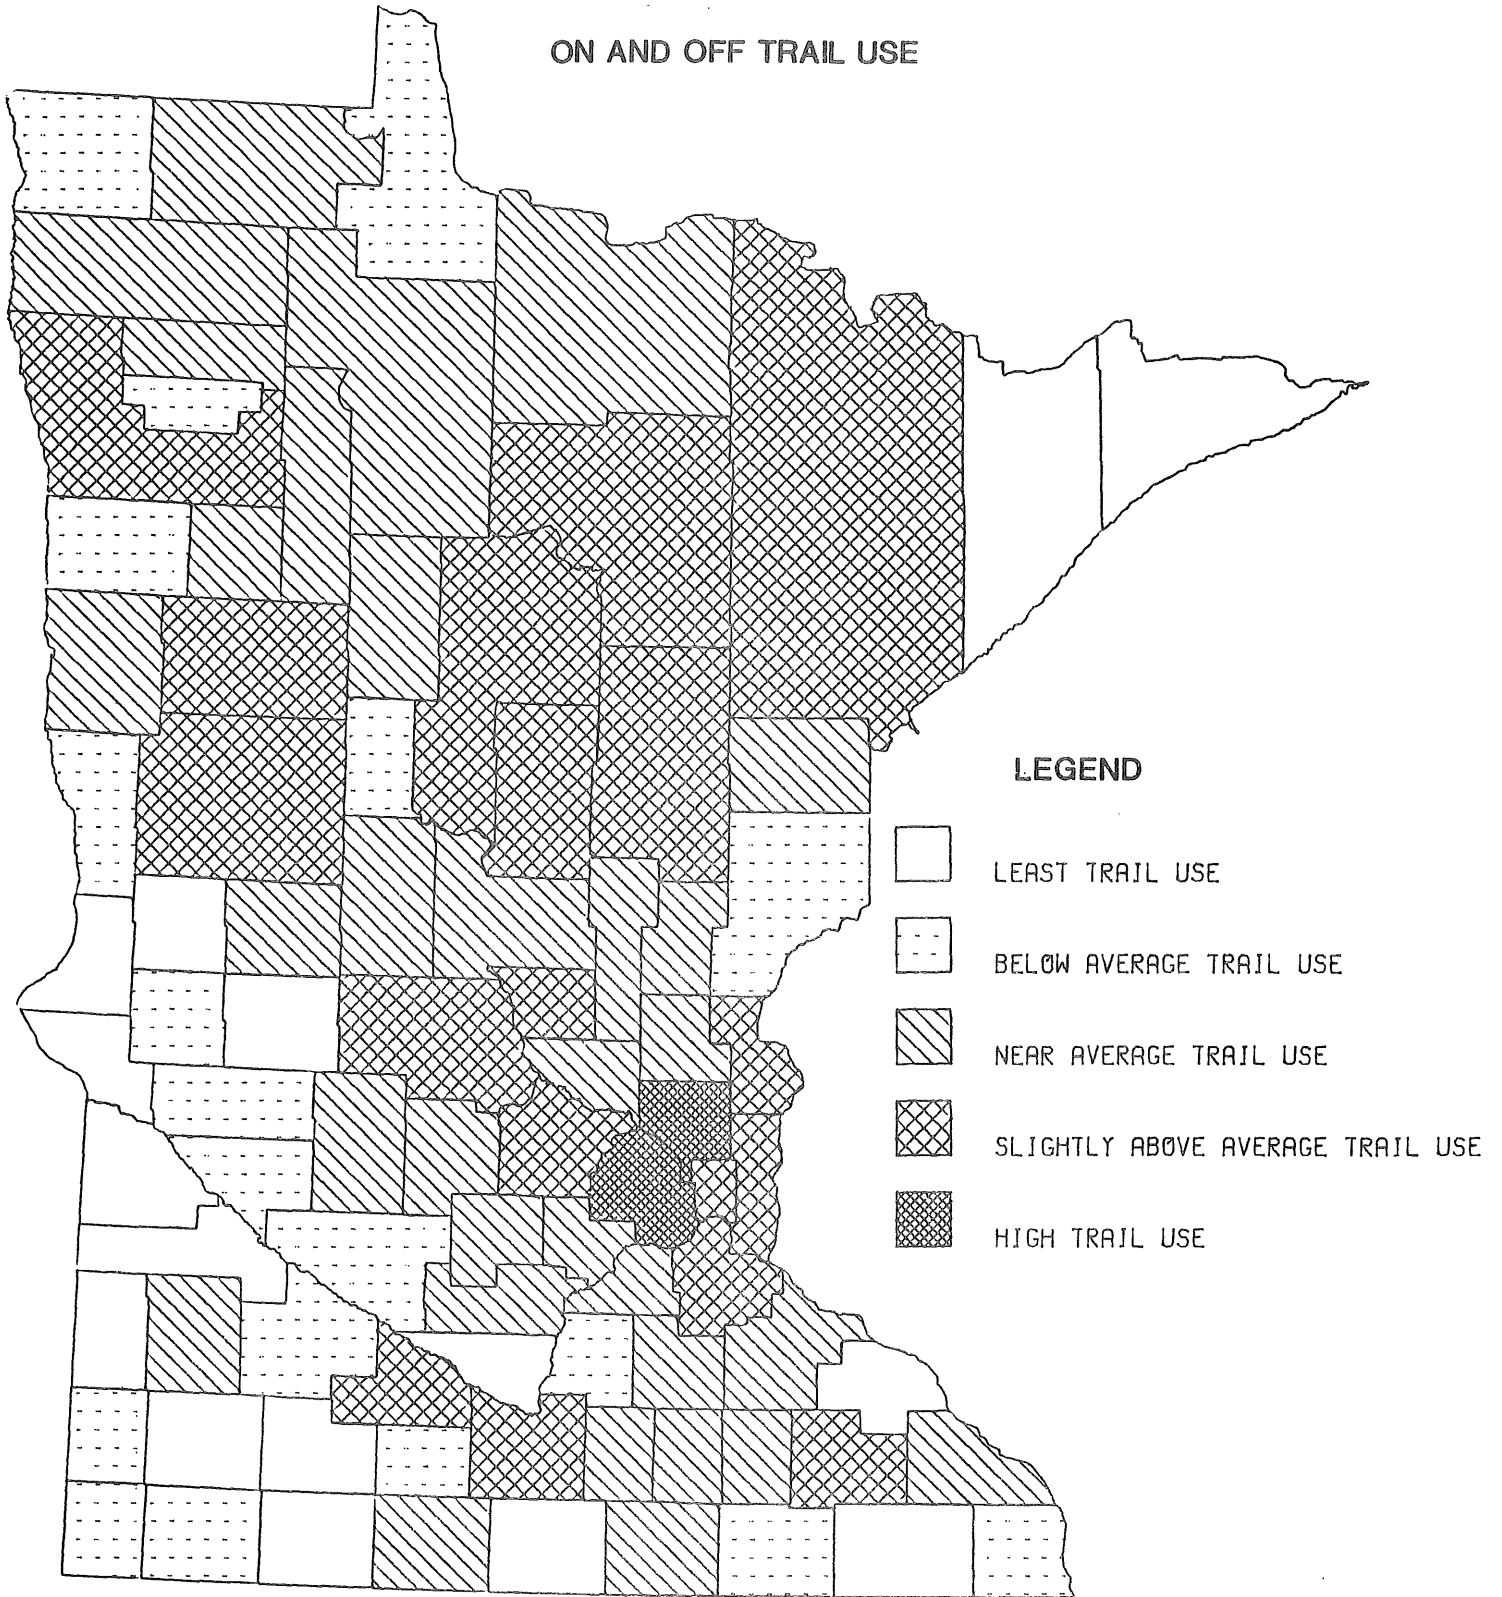 ON AND OFF TRAIL USE
LEGEND
LEAST TRAIL USE
BELOW AVERAGE TRAIL USE
NEAR AVERAGE TRAIL USE
SLIGHTLY ABOVE AVERAGE TRAIL USE
HIGH TRAIL USE